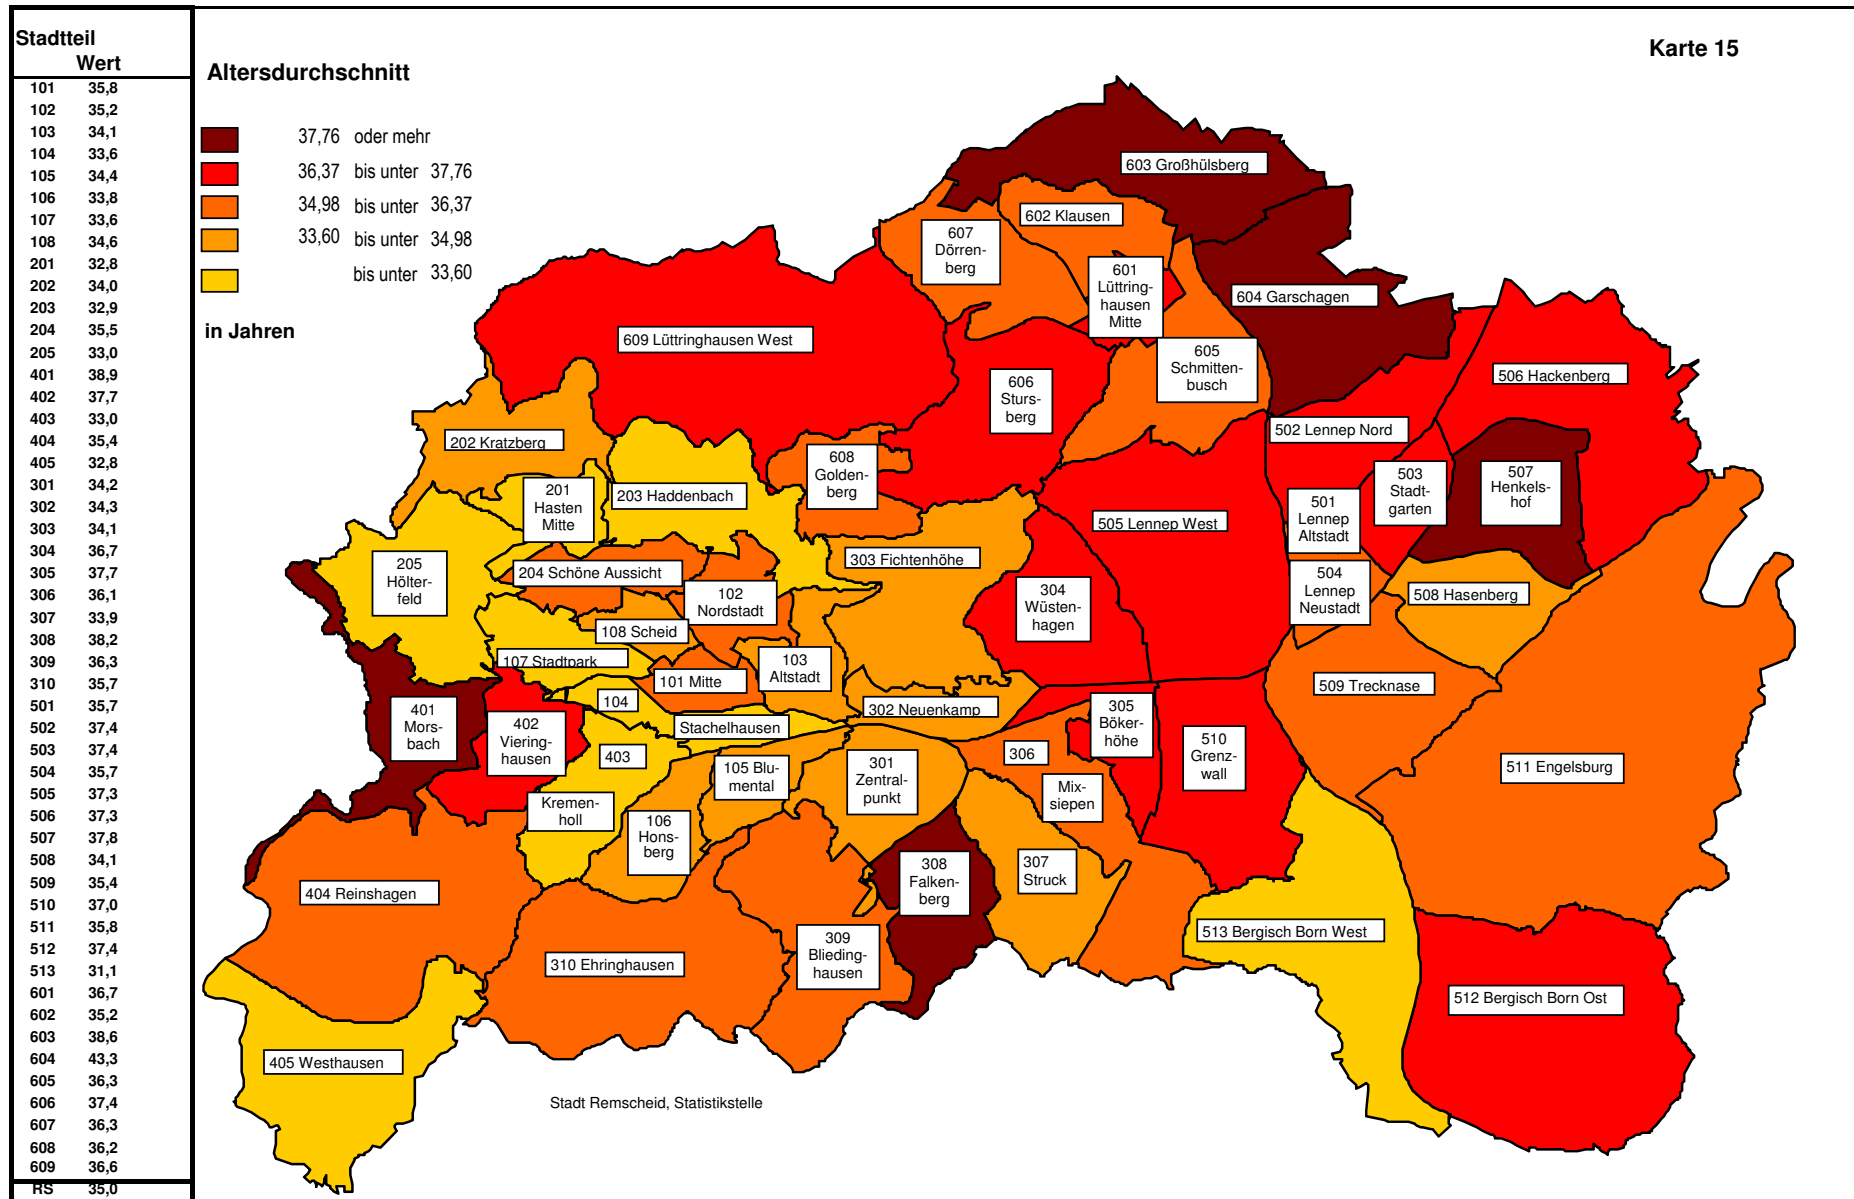 Stadtteil
Wert
101 35,8
102 35,2
103 34,1
104 33,6
105 34,4
106 33,8
107 33,6
108 34,6
201 32,8
202 34,0
203 32,9
204 35,5
205 33,0
401 38,9
402 37,7
403 33,0
404 35,4
405 32,8
301 34,2
302 34,3
303 34,1
304 36,7
305 37,7
306 36,1
307 33,9
308 38,2
309 36,3
310 35,7
501 35,7
502 37,4
503 37,4
504 35,7
505 37,3
506 37,3
507 37,8
508 34,1
509 35,4
510 37,0
511 35,8
512 37,4
513 31,1
601 36,7
602 35,2
603 38,6
604 43,3
605 36,3
606 37,4
607 36,3
608 36,2
609 36,6
RS 35,0
Karte 15
Altersdurchschnitt
37,76 oder mehr
36,37 bis unter 37,76
34,98 bis unter 36,37
33,60 bis unter 34,98
bis unter 33,60
in Jahren
603 Großhülsberg
602 Klausen
607
Dörren-
berg
601
Lüttring-
hausen
Mitte
604 Garschagen
609 Lüttringhausen West
605
Schmitten-
busch
606
Sturs-
berg
506 Hackenberg
502 Lennep Nord
202 Kratzberg
608
Golden-
berg
503
Stadt-
garten
507
Henkels-
hof
201
Hasten
Mitte
203 Haddenbach
501
Lennep
Altstadt
505 Lennep West
303 Fichtenhöhe
205
Hölter-
feld
204 Schöne Aussicht
102
Nordstadt
304
Wüsten-
hagen
504
Lennep
Neustadt
508 Hasenberg
108 Scheid
107 Stadtpark
103
Altstadt
101 Mitte
509 Trecknase
104
Stachelhausen
302 Neuenkamp
305
Böker-
höhe
401
Mors-
bach
402
Viering-
hausen
403
Kremen-
holl
105 Blu-
mental
301
Zentral-
punkt
306
Mix-
siepen
510
Grenz-
wall
511 Engelsburg
106
Hons-
berg
308
Falken-
berg
307
Struck
404 Reinshagen
513 Bergisch Born West
309
Blieding-
hausen
310 Ehringhausen
512 Bergisch Born Ost
405 Westhausen
Stadt Remscheid, Statistikstelle